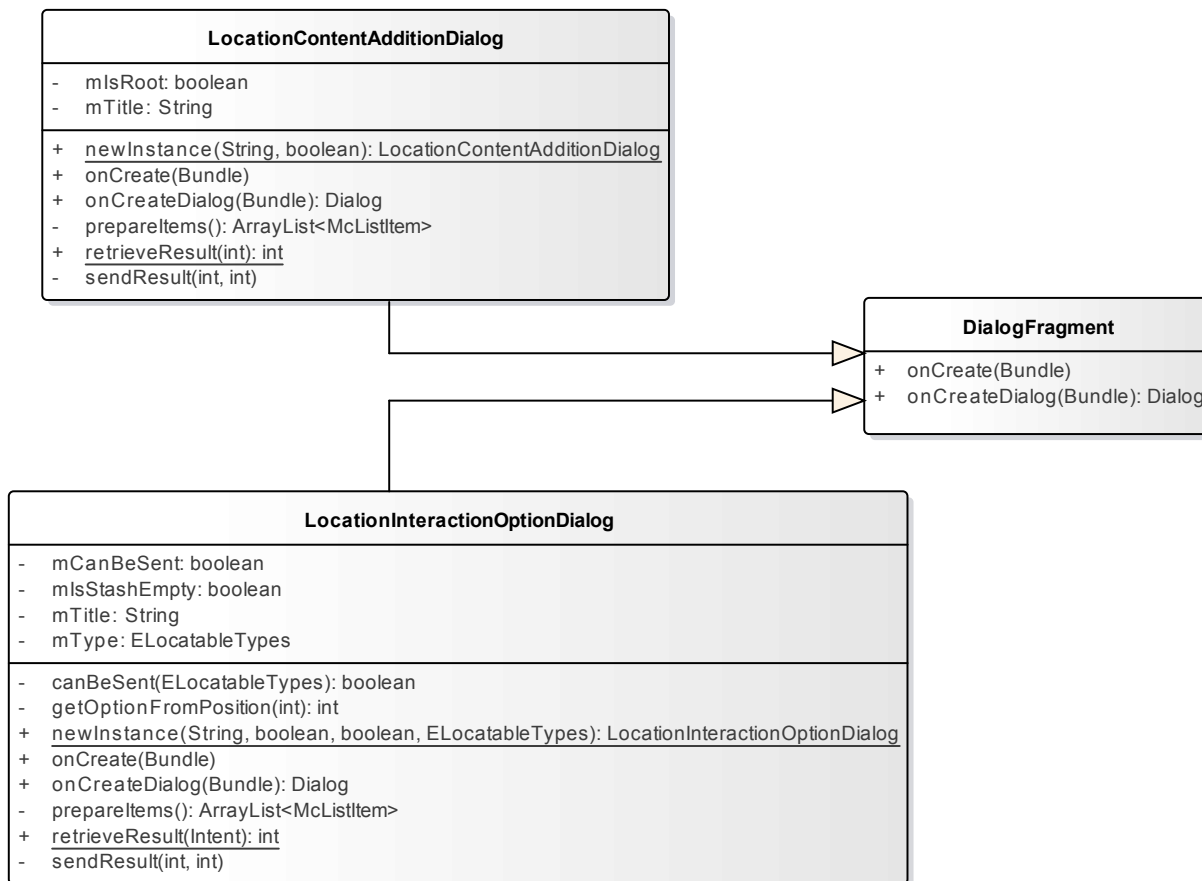 LocationContentAdditionDialog
- mIsRoot: boolean
- mTitle: String
+ newInstance(String, boolean): LocationContentAdditionDialog
+ onCreate(Bundle)
+ onCreateDialog(Bundle): Dialog
- prepareItems(): ArrayList<McListItem>
+ retrieveResult(int): int
- sendResult(int, int)
DialogFragment
+ onCreate(Bundle)
+ onCreateDialog(Bundle): Dialog
LocationInteractionOptionDialog
- mCanBeSent: boolean
- mIsStashEmpty: boolean
- mTitle: String
- mType: ELocatableTypes
- canBeSent(ELocatableTypes): boolean
- getOptionFromPosition(int): int
+ newInstance(String, boolean, boolean, ELocatableTypes): LocationInteractionOptionDialog
+ onCreate(Bundle)
+ onCreateDialog(Bundle): Dialog
- prepareItems(): ArrayList<McListItem>
+ retrieveResult(Intent): int
- sendResult(int, int)